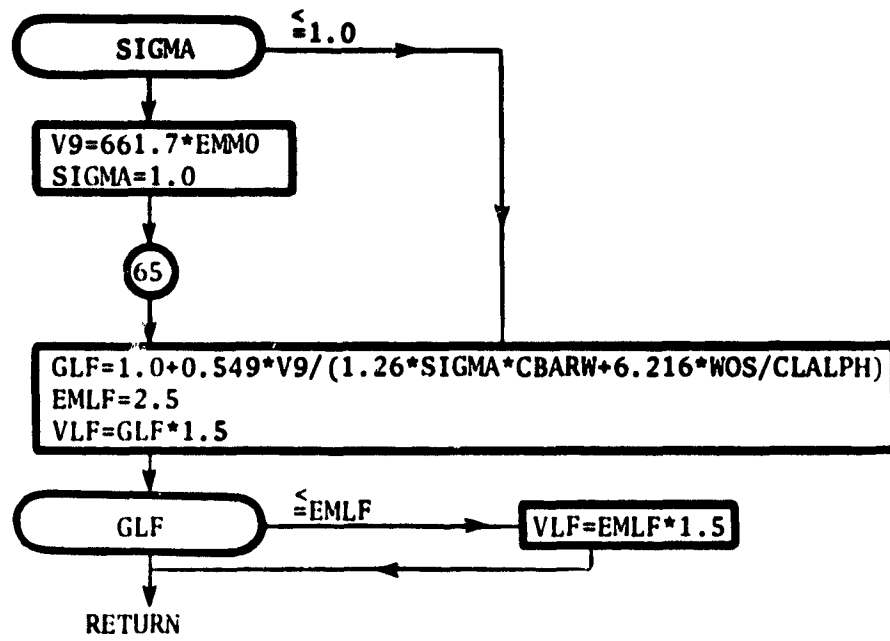 SIGMA
≤1.0
V9=661.7*EMMO
SIGMA=1.0
65
GLF=1.0+0.549*V9/(1.26*SIGMA*CBARW+6.216*WOS/CLALPH)
EMLF=2.5
VLF=GLF*1.5
GLF
≤EMLF
VLF=EMLF*1.5
RETURN